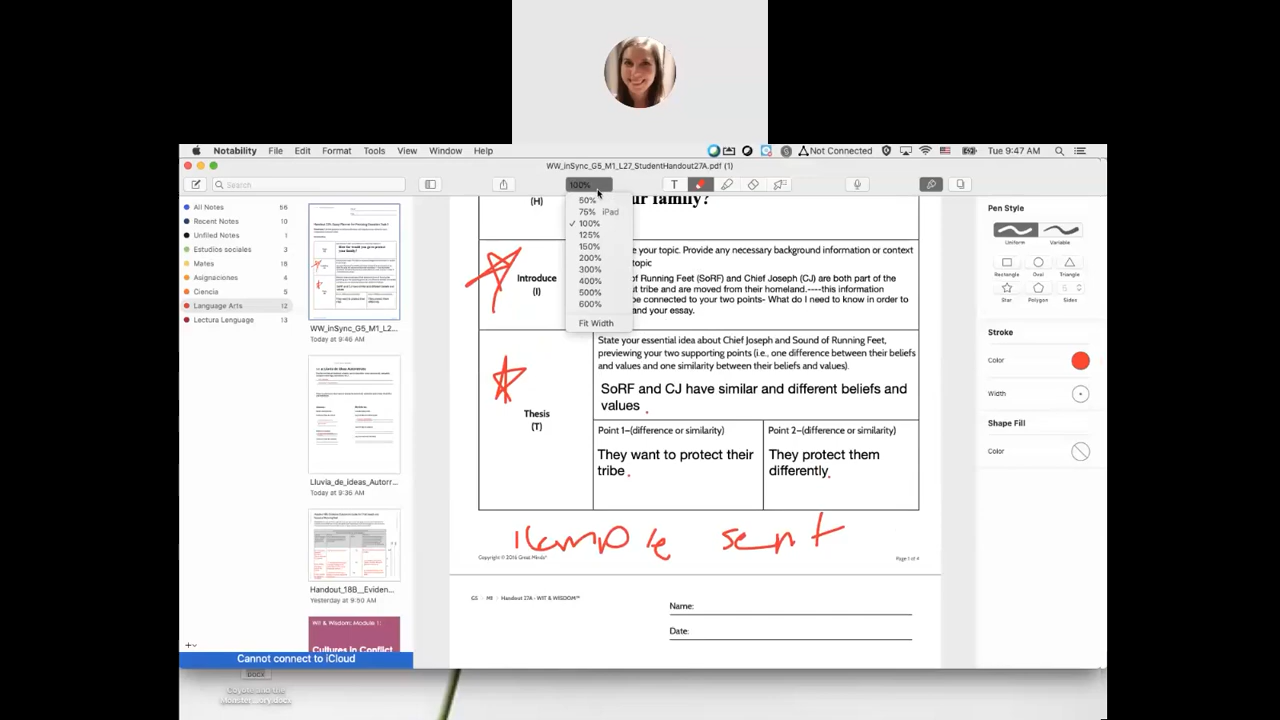 Notability File Edit Format Tools View Window Help
Not Connected
Tue 9:47 AM
WW_inSync_G5_M1_L27_StudentHandout27A.pdf (1)
Search
100%
T
50%
75% iPad
✓ 100%
125%
150%
200%
300%
400%
500%
600%
Fit Width
All Notes 56
Recent Notes 10
Unfiled Notes 10
Estudios sociales 3
Mates 18
Asignaciones 4
Ciencia 5
Language Arts 12
Lectura Language 13
WW_inSync_G5_M1_L2...
Today at 9:46 AM
Lluvia_de_ideas_Autorr...
Today at 9:36 AM
Handout_18B__Eviden...
Yesterday at 9:50 AM
Wit & Wisdom: Module 1:
Cultures in Conflict
Cannot connect to iCloud
DOCX
(H)
ur family?
Introduce
(I)
e your topic. Provide any necessary background information or context
topic
of Running Feet (SoRF) and Chief Joseph (CJ) are both part of the
t tribe and are moved from their homeland.----this information
be connected to your two points- What do I need to know in order to
and your essay.
Thesis
(T)
State your essential idea about Chief Joseph and Sound of Running Feet,
previewing your two supporting points (i.e., one difference between their beliefs
and values and one similarity between their beliefs and values).
SoRF and CJ have similar and different beliefs and
values .
Point 1–(difference or similarity)
They want to protect their
tribe .
Point 2–(difference or similarity)
They protect them
differently.
sent
Copyright © 2016 Great Minds®
Page 1 of 4
G5 M1 Handout 27A • WIT & WISDOM™
Name:
Date:
Pen Style
Uniform Variable
Rectangle Oval Triangle
Star Polygon Sides
Stroke
Color
Width
Shape Fill
Color